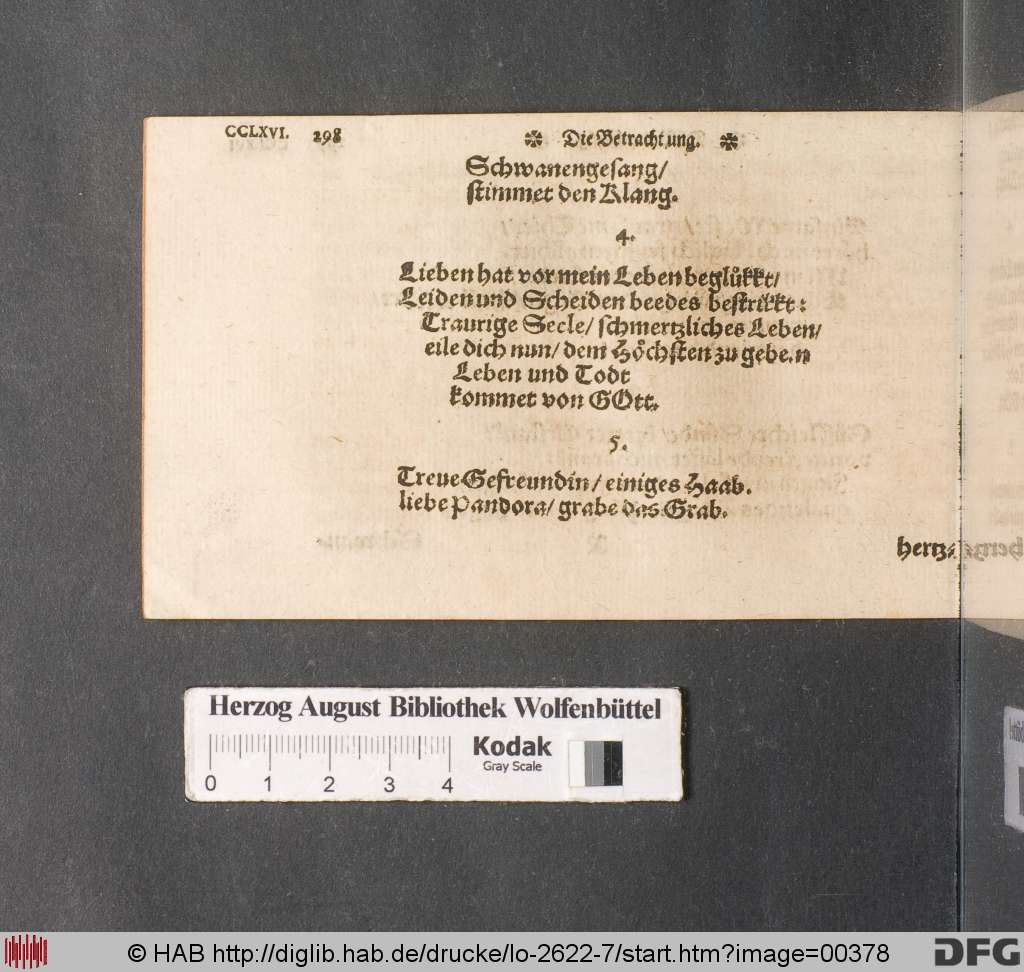 CCLXVI. 298 Die Betrachtung.
Schwanengesang/
stimmet den Klang.
4.
Lieben hat vor mein Leben beglůkkt/
Leiden und Scheiden beedes bestrikkt:
Traurige Seele/ schmertzliches Leben/
eile dich nun/ dem Hoͤchsten zu geben
Leben und Todt
kommet von GOtt.
5.
Treue Gefreundin/ einiges Haab.
liebe Pandora/ grabe das Grab.
hertz-
Herzog August Bibliothek Wolfenbüttel
Kodak
Gray Scale
0 1 2 3 4
© HAB http://diglib.hab.de/drucke/lo-2622-7/start.htm?image=00378
DFG